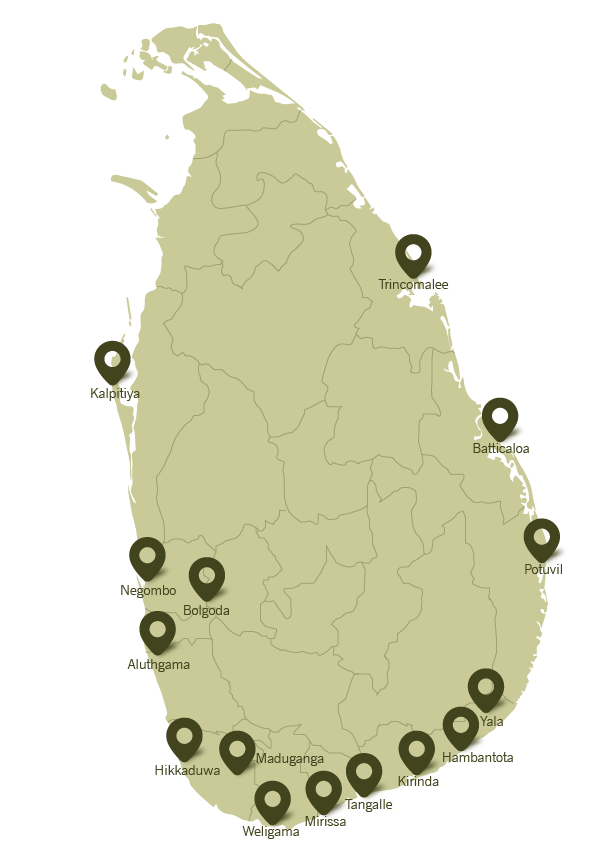 Trincomalee
Kalpitiya
Batticaloa
Potuvil
Negombo
Bolgoda
Aluthgama
Yala
Hambantota
Hikkaduwa
Maduganga
Kirinda
Tangalle
Mirissa
Weligama